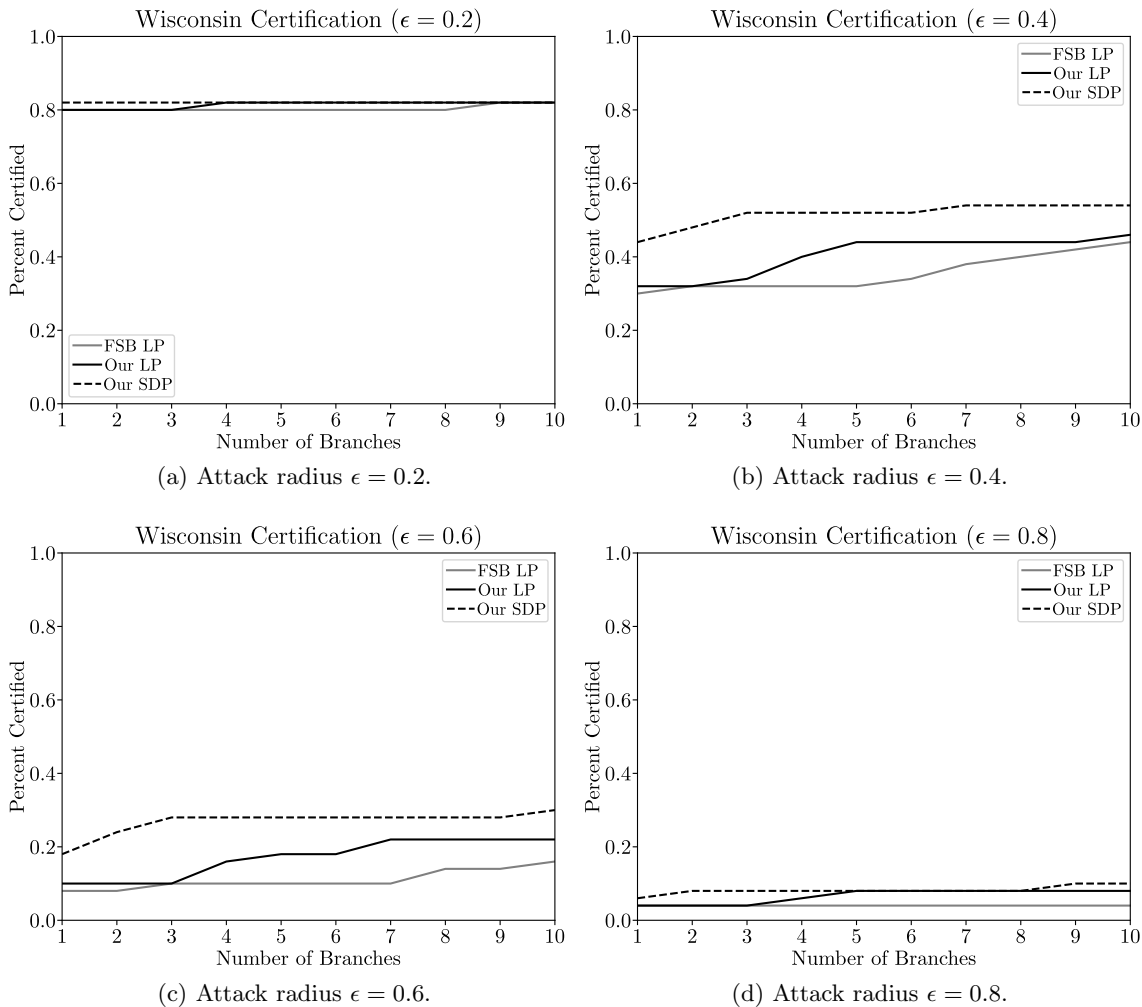 Wisconsin Certification (ϵ = 0.2)
Percent Certified
1.0
0.8
0.6
0.4
0.2
0.0
FSB LP
Our LP
Our SDP
1 2 3 4 5 6 7 8 9 10
Number of Branches
(a) Attack radius ϵ = 0.2.
Wisconsin Certification (ϵ = 0.4)
Percent Certified
1.0
0.8
0.6
0.4
0.2
0.0
FSB LP
Our LP
Our SDP
1 2 3 4 5 6 7 8 9 10
Number of Branches
(b) Attack radius ϵ = 0.4.
Wisconsin Certification (ϵ = 0.6)
Percent Certified
1.0
0.8
0.6
0.4
0.2
0.0
FSB LP
Our LP
Our SDP
1 2 3 4 5 6 7 8 9 10
Number of Branches
(c) Attack radius ϵ = 0.6.
Wisconsin Certification (ϵ = 0.8)
Percent Certified
1.0
0.8
0.6
0.4
0.2
0.0
FSB LP
Our LP
Our SDP
1 2 3 4 5 6 7 8 9 10
Number of Branches
(d) Attack radius ϵ = 0.8.